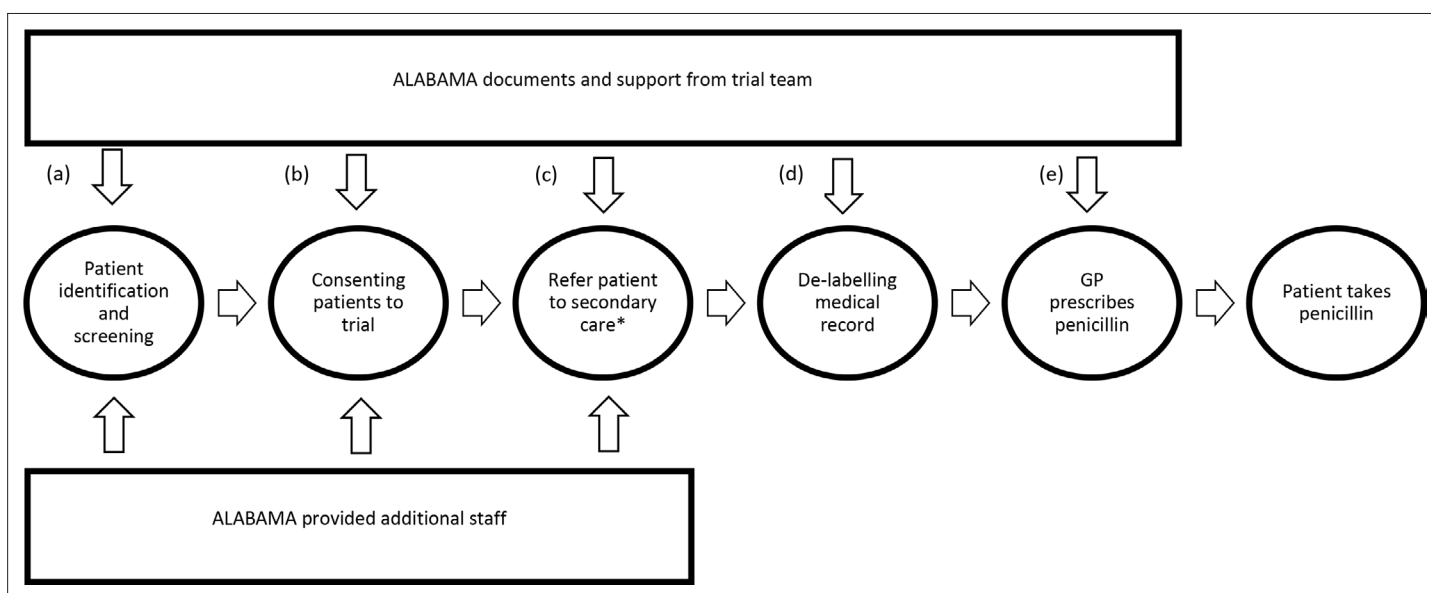 ALABAMA documents and support from trial team
(a)
(b)
(c)
(d)
(e)
Patient
identification
and
screening
Consenting
patients to
trial
Refer patient
to secondary
care*
De-labelling
medical
record
GP
prescribes
penicillin
Patient takes
penicillin
ALABAMA provided additional staff